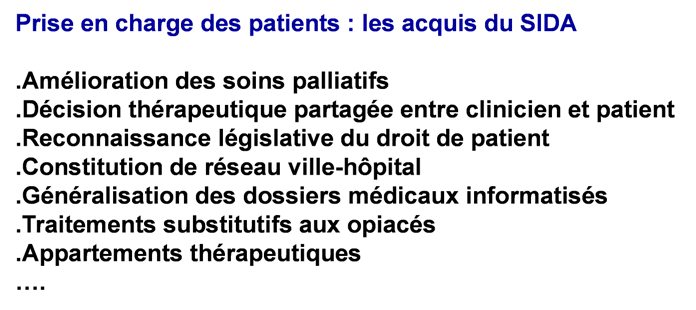 Prise en charge des patients : les acquis du SIDA
.Amélioration des soins palliatifs
.Décision thérapeutique partagée entre clinicien et patient
.Reconnaissance législative du droit de patient
.Constitution de réseau ville-hôpital
.Généralisation des dossiers médicaux informatisés
.Traitements substitutifs aux opiacés
.Appartements thérapeutiques
....